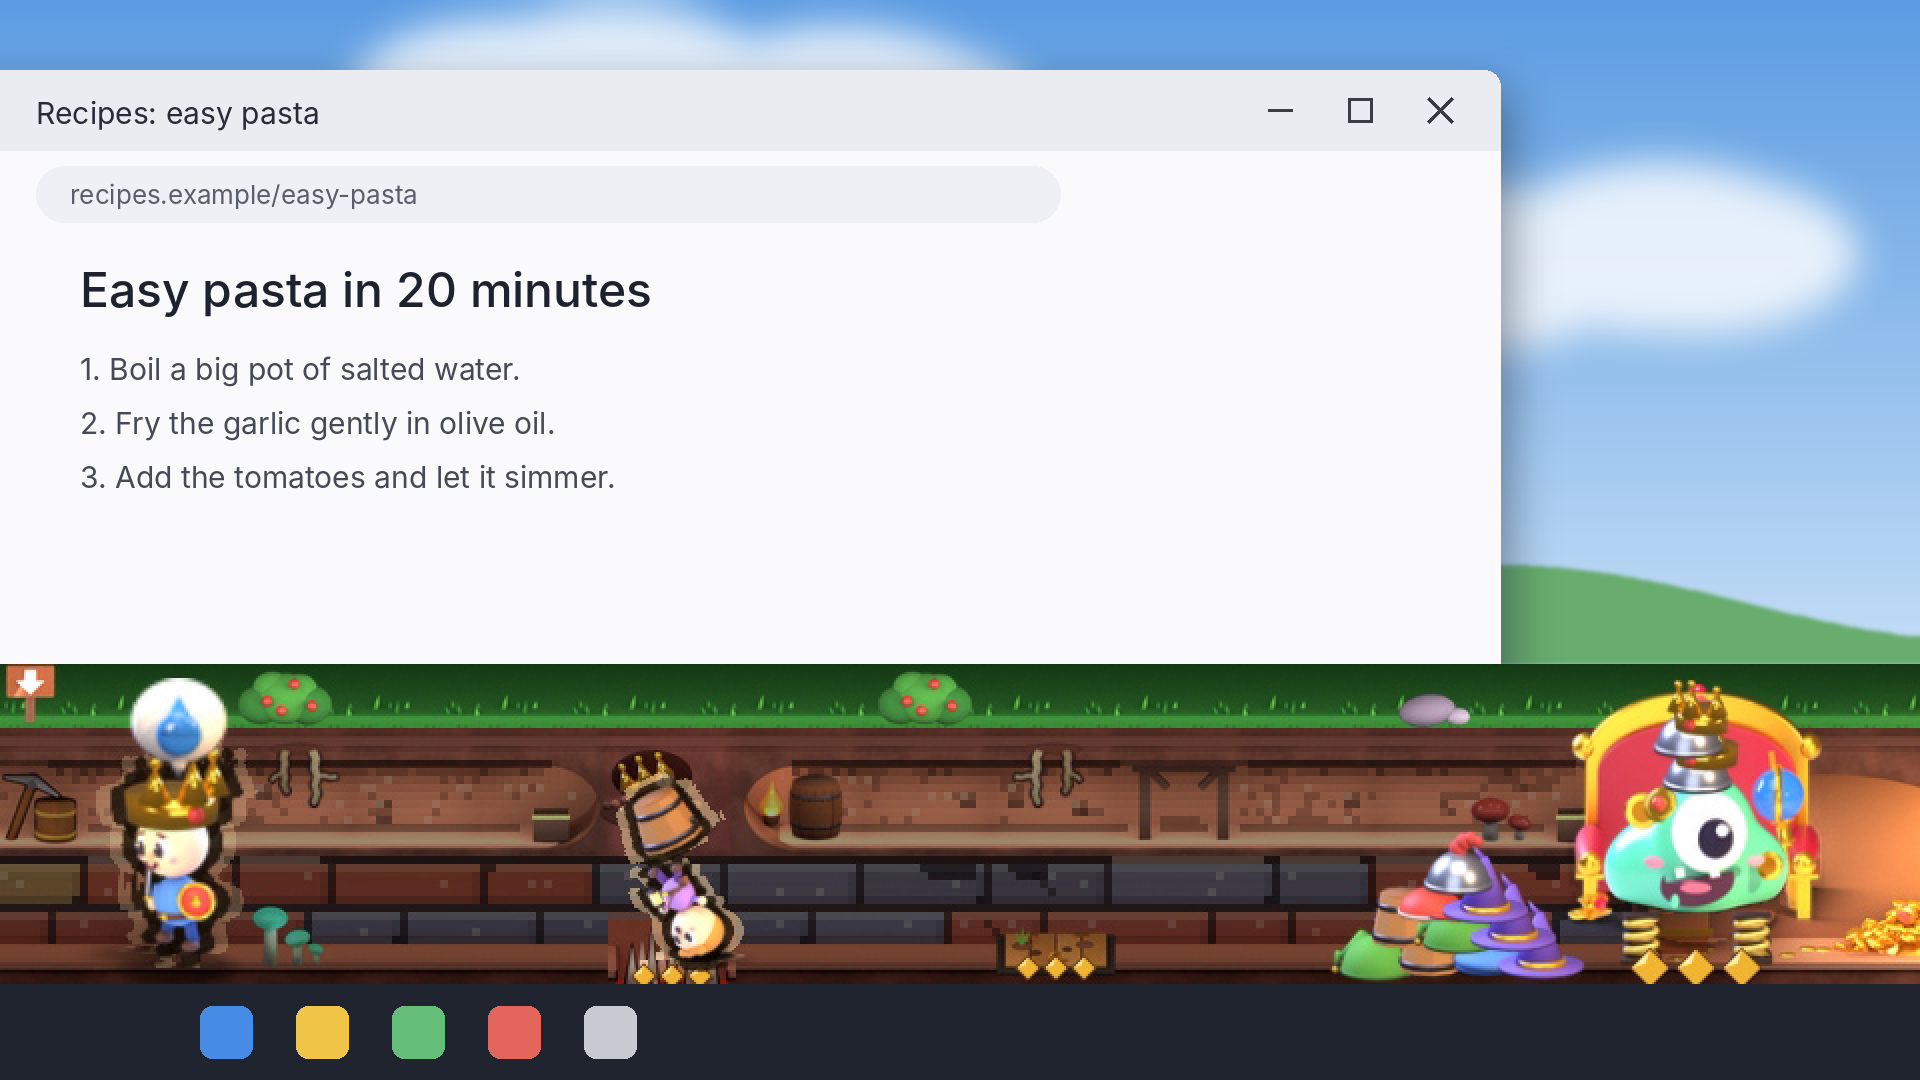 Recipes: easy pasta
recipes.example/easy-pasta
Easy pasta in 20 minutes
1. Boil a big pot of salted water.
2. Fry the garlic gently in olive oil.
3. Add the tomatoes and let it simmer.